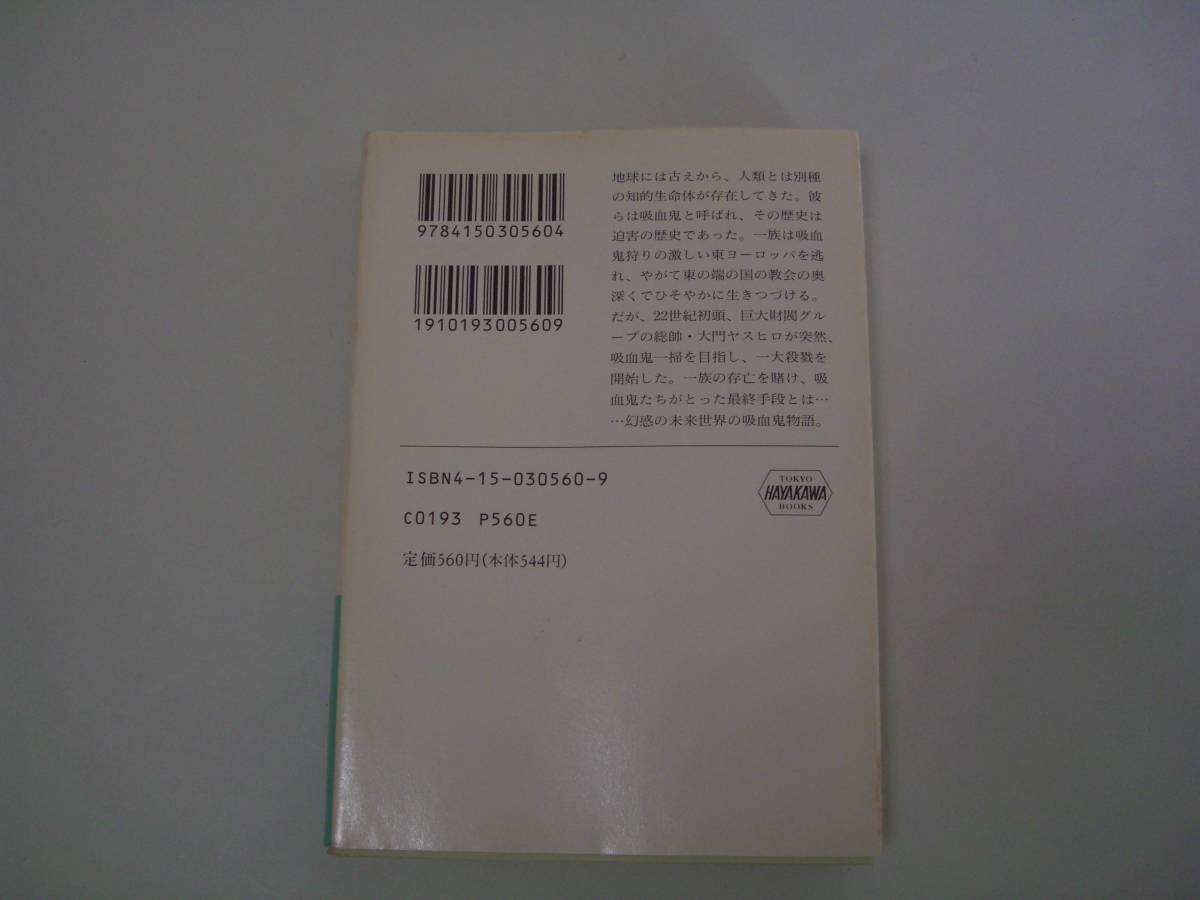 9784150305604
1910193005609
地球には古えから、人類とは別種
の知的生命体が存在してきた。彼
らは吸血鬼と呼ばれ、その歴史は
迫害の歴史であった。一族は吸血
鬼狩りの激しい東ヨーロッパを逃
れ、やがて東の端の国の教会の奥
深くでひそやかに生きつづける。
だが、22世紀初頭、巨大財閥グル
ープの総帥・大門ヤスヒロが突然、
吸血鬼一掃を目指し、一大殺戮を
開始した。一族の存亡を賭け、吸
血鬼たちがとった最終手段とは…
…幻惑の未来世界の吸血鬼物語。
ISBN4-15-030560-9
C0193 P560E
定価560円(本体544円)
TOKYO
HAYAKAWA
BOOKS